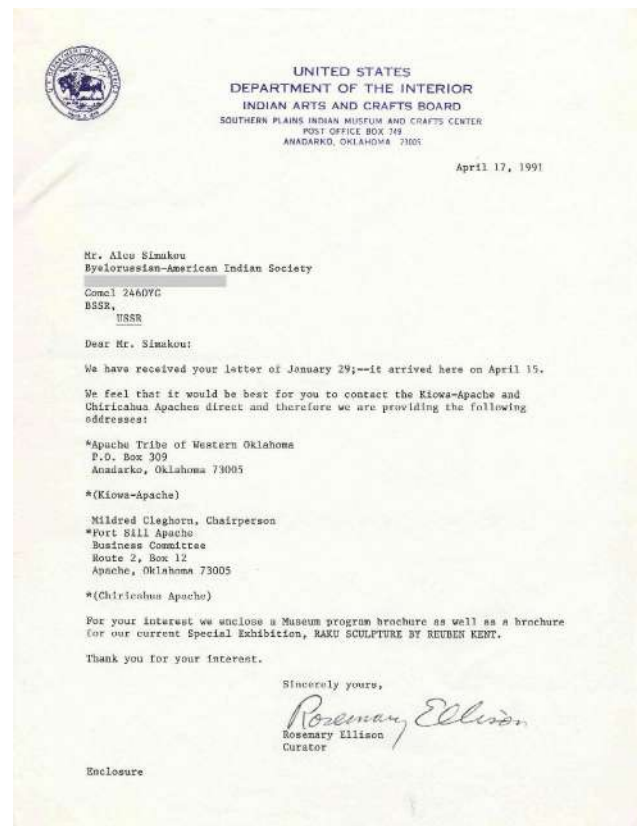 UNITED STATES
DEPARTMENT OF THE INTERIOR
INDIAN ARTS AND CRAFTS BOARD
SOUTHERN PLAINS INDIAN MUSEUM AND CRAFTS CENTER
POST OFFICE BOX 749
ANADARKO, OKLAHOMA 73005
April 17, 1991
Mr. Ales Simakou
Byelorussian-American Indian Society
Gomel 2460YG
BSSR,
USSR
Dear Mr. Simakou:
We have received your letter of January 29;--it arrived here on April 15.
We feel that it would be best for you to contact the Kiowa-Apache and
Chiricahua Apaches direct and therefore we are providing the following
addresses:
*Apache Tribe of Western Oklahoma
P.O. Box 309
Anadarko, Oklahoma 73005
*(Kiowa-Apache)
Mildred Cleghorn, Chairperson
*Fort Sill Apache
Business Committee
Route 2, Box 12
Apache, Oklahoma 73005
*(Chiricahua Apache)
For your interest we enclose a Museum program brochure as well as a brochure
for our current Special Exhibition, RAKU SCULPTURE BY REUBEN KENT.
Thank you for your interest.
Sincerely yours,
Rosemary Ellison
Rosemary Ellison
Curator
Enclosure